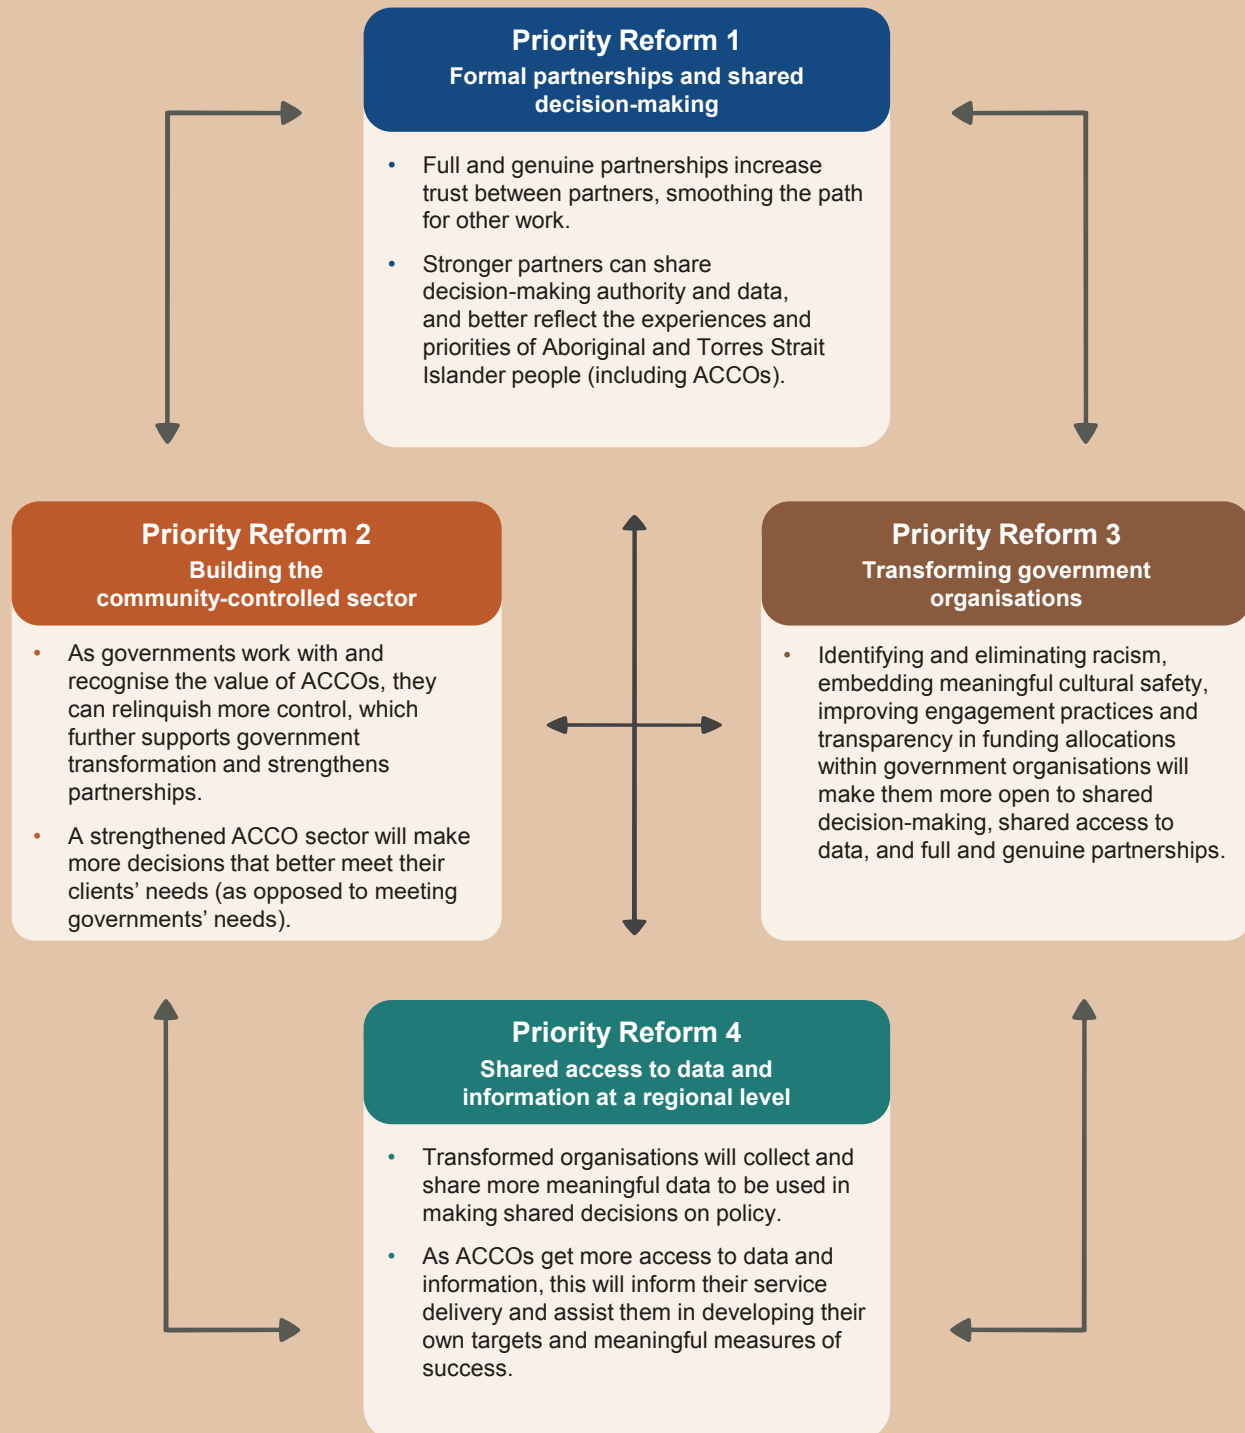 Priority Reform 1
Formal partnerships and shared
decision-making
• Full and genuine partnerships increase
trust between partners, smoothing the path
for other work.
• Stronger partners can share
decision-making authority and data,
and better reflect the experiences and
priorities of Aboriginal and Torres Strait
Islander people (including ACCOs).
Priority Reform 2
Building the
community-controlled sector
• As governments work with and
recognise the value of ACCOs, they
can relinquish more control, which
further supports government
transformation and strengthens
partnerships.
• A strengthened ACCO sector will make
more decisions that better meet their
clients’ needs (as opposed to meeting
governments’ needs).
Priority Reform 3
Transforming government
organisations
• Identifying and eliminating racism,
embedding meaningful cultural safety,
improving engagement practices and
transparency in funding allocations
within government organisations will
make them more open to shared
decision-making, shared access to
data, and full and genuine partnerships.
Priority Reform 4
Shared access to data and
information at a regional level
• Transformed organisations will collect and
share more meaningful data to be used in
making shared decisions on policy.
• As ACCOs get more access to data and
information, this will inform their service
delivery and assist them in developing their
own targets and meaningful measures of
success.